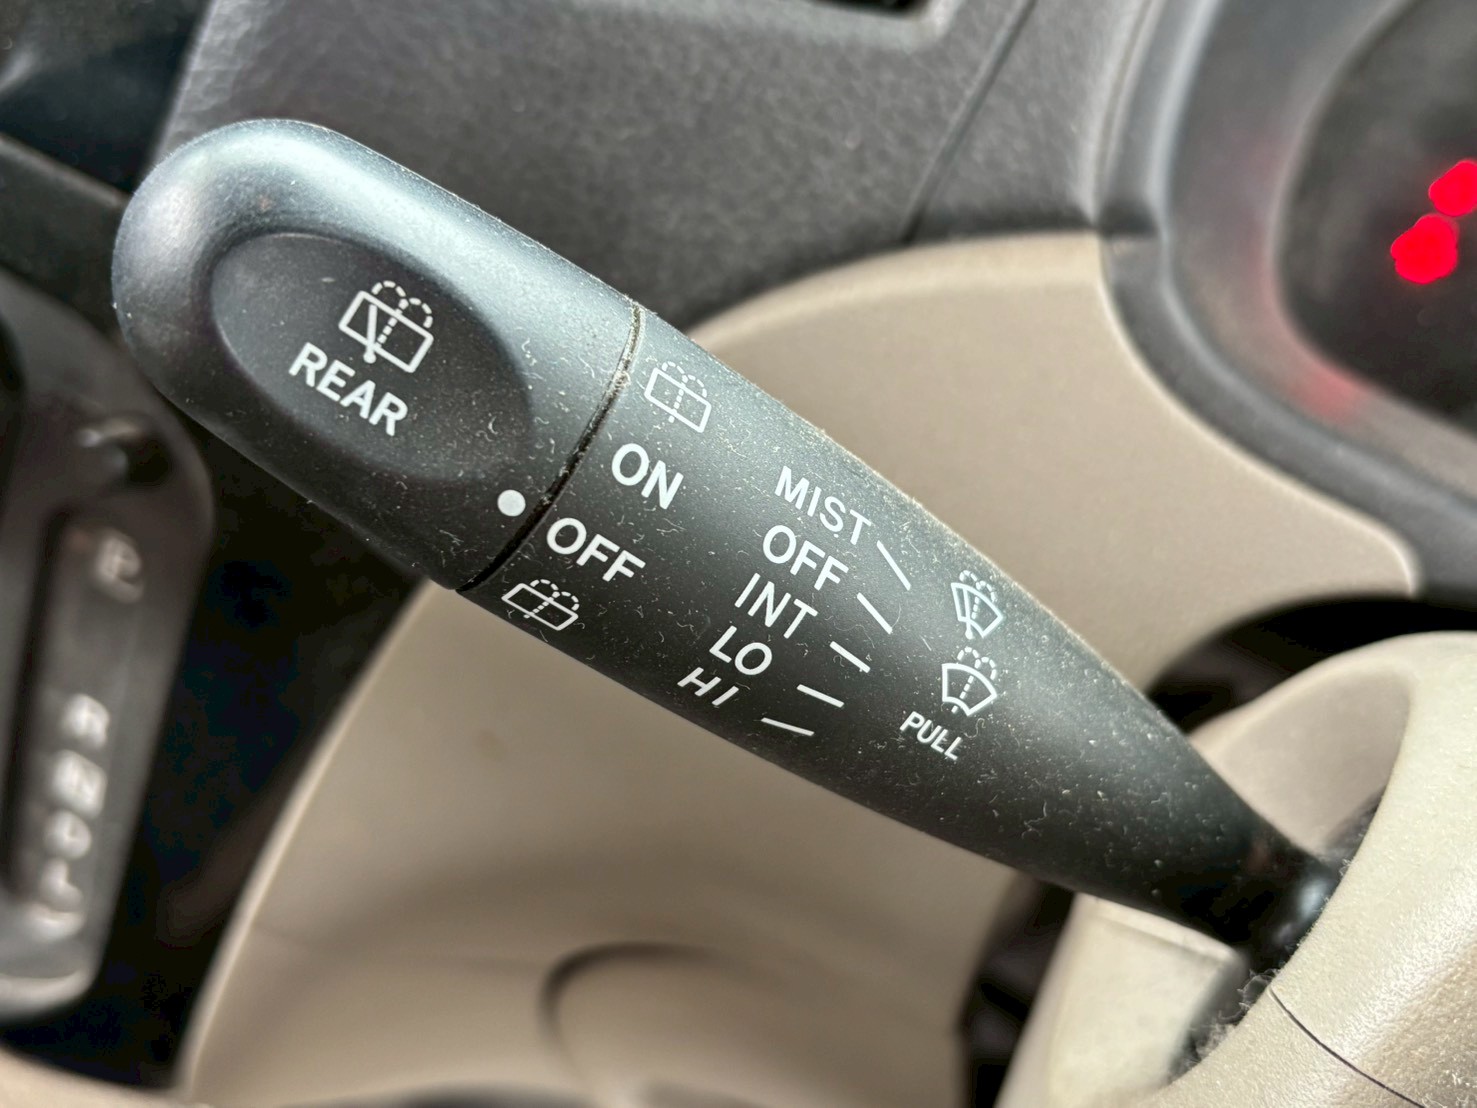 REAR
ON
OFF
MIST
OFF
INT
LO
HI
PULL